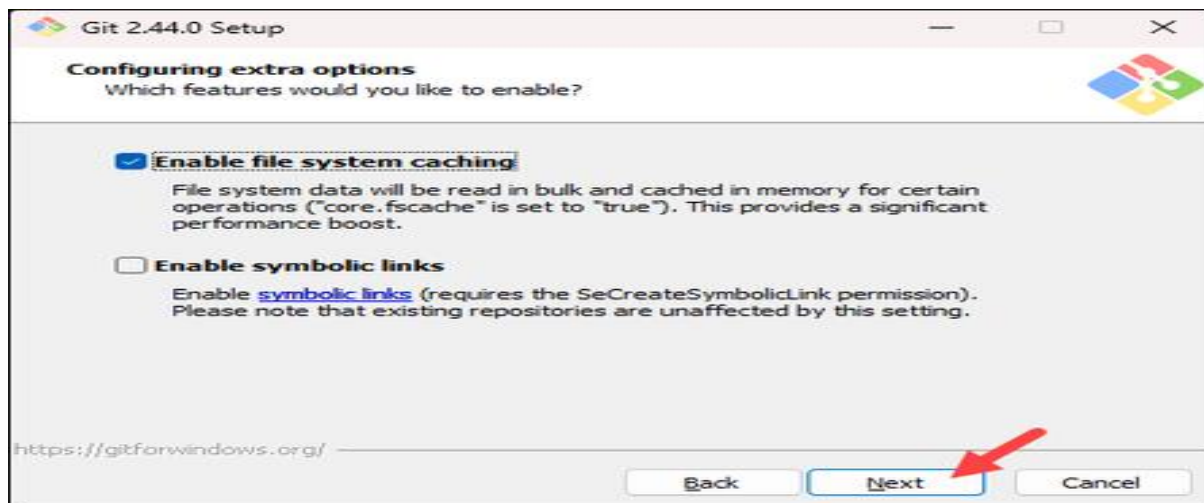 Git 2.44.0 Setup
Configuring extra options
Which features would you like to enable?
Enable file system caching
File system data will be read in bulk and cached in memory for certain
operations ("core.fscache" is set to "true"). This provides a significant
performance boost.
Enable symbolic links
Enable symbolic links (requires the SeCreateSymbolicLink permission).
Please note that existing repositories are unaffected by this setting.
https://gitforwindows.org/
Back Next Cancel